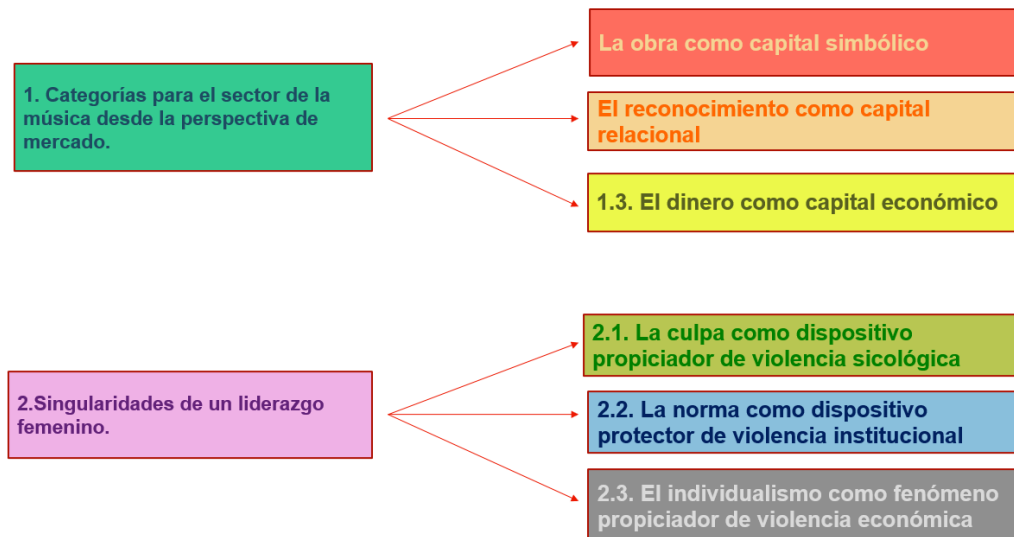 1. Categorías para el sector de la
música desde la perspectiva de
mercado.
La obra como capital simbólico
El reconocimiento como capital
relacional
1.3. El dinero como capital económico
2.Singularidades de un liderazgo
femenino.
2.1. La culpa como dispositivo
propiciador de violencia sicológica
2.2. La norma como dispositivo
protector de violencia institucional
2.3. El individualismo como fenómeno
propiciador de violencia económica